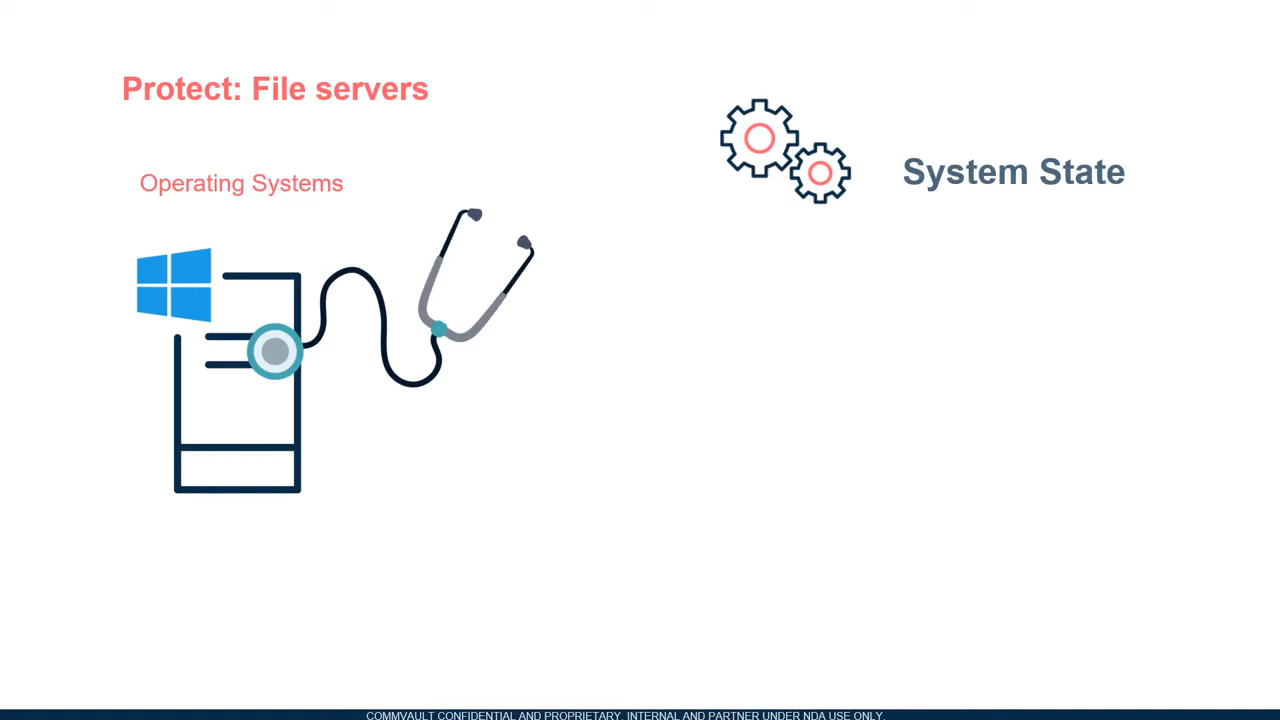 Protect: File servers
Operating Systems
System State
COMMVAULT CONFIDENTIAL AND PROPRIETARY. INTERNAL AND PARTNER UNDER NDA USE ONLY.